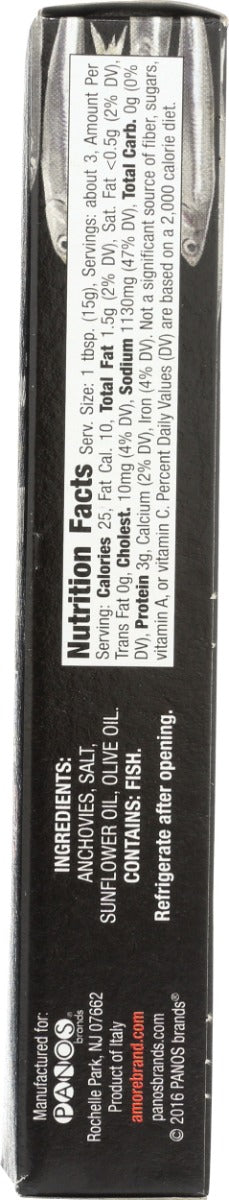 Nutrition Facts Serv. Size: 1 tbsp. (15g), Servings: about 3, Amount Per
Serving: Calories 25, Fat Cal. 10, Total Fat 1.5g (2% DV), Sat. Fat <0.5g (2% DV),
Trans Fat 0g, Cholest. 10mg (4% DV), Sodium 1130mg (47% DV), Total Carb. 0g (0%
DV), Protein 3g, Calcium (2% DV), Iron (4% DV). Not a significant source of fiber, sugars,
vitamin A, or vitamin C. Percent Daily Values (DV) are based on a 2,000 calorie diet.
INGREDIENTS:
ANCHOVIES, SALT,
SUNFLOWER OIL, OLIVE OIL.
CONTAINS: FISH.
Refrigerate after opening.
Manufactured for:
PANOS®
brands
Rochelle Park, NJ 07662
Product of Italy
amorebrand.com
panosbrands.com
© 2016 PANOS brands®